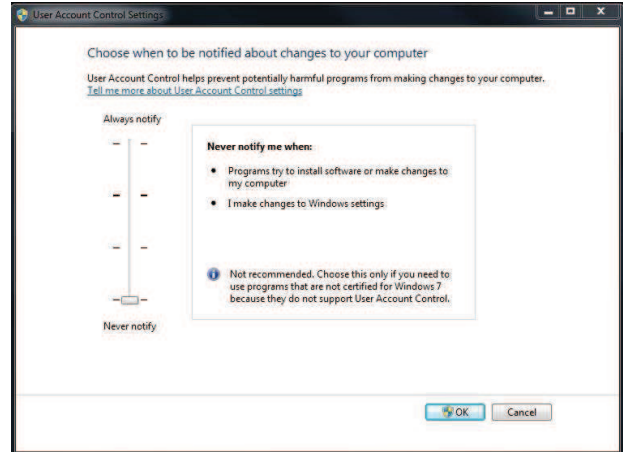 User Account Control Settings
Choose when to be notified about changes to your computer
User Account Control helps prevent potentially harmful programs from making changes to your computer.
Tell me more about User Account Control settings
Always notify
Never notify me when:
• Programs try to install software or make changes to
my computer
• I make changes to Windows settings
Not recommended. Choose this only if you need to
use programs that are not certified for Windows 7
because they do not support User Account Control.
Never notify
OK
Cancel